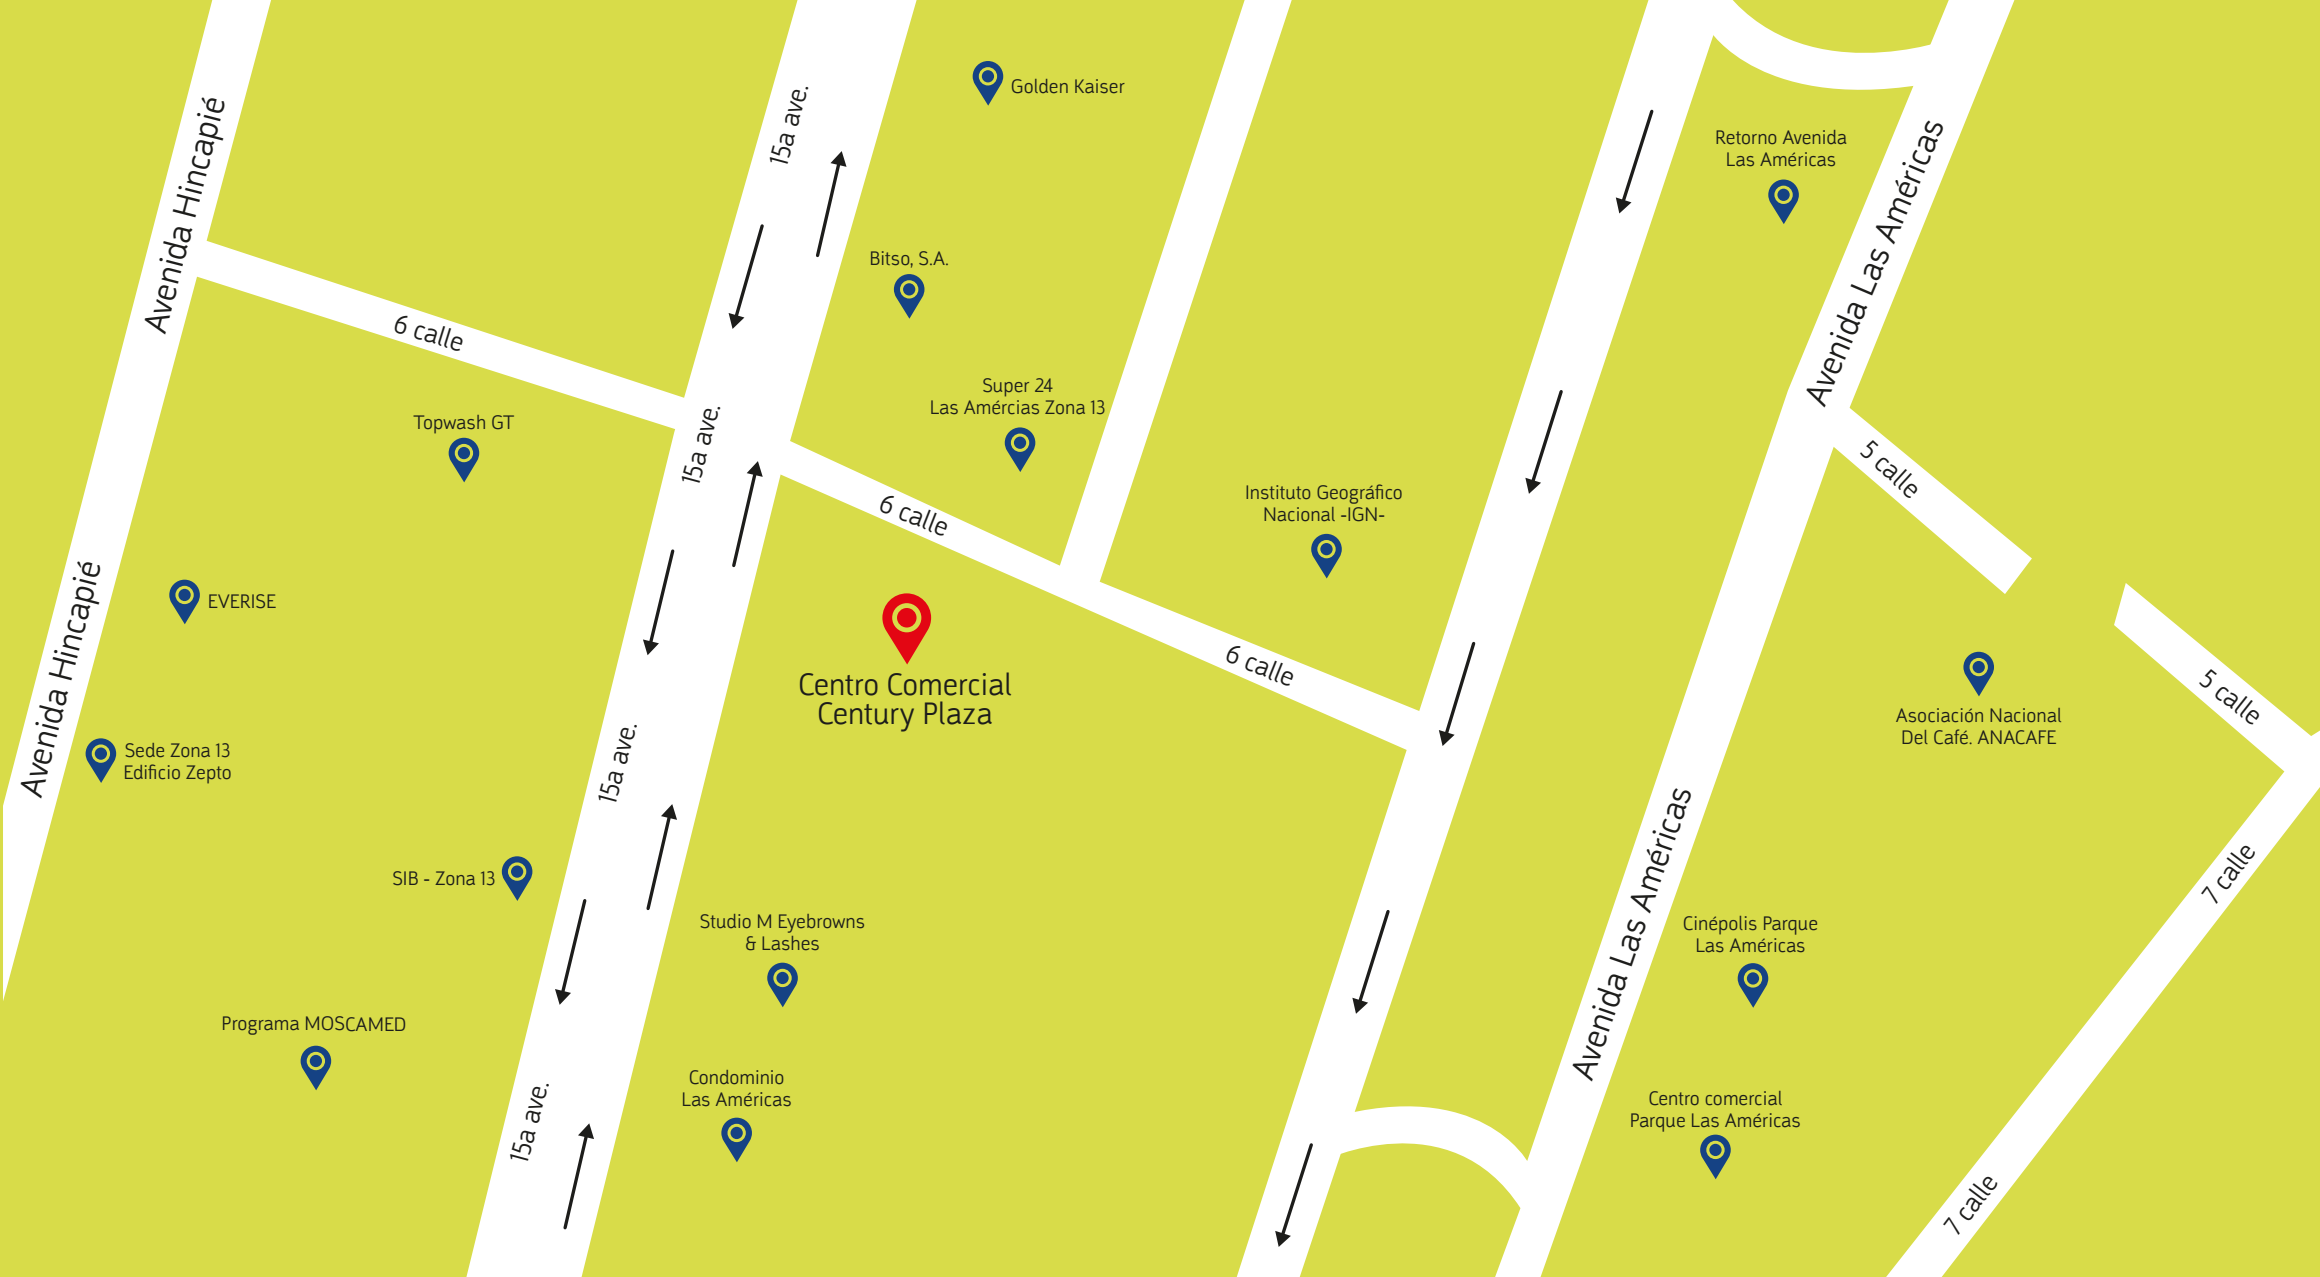 Golden Kaiser
15a ave.
Avenida Hincapié
Retorno Avenida
Las Américas
Avenida Las Américas
Bitso, S.A.
6 calle
Super 24
Las Amércias Zona 13
Topwash GT
15a ave.
5 calle
6 calle
Instituto Geográfico
Nacional -IGN-
EVERISE
Avenida Hincapié
6 calle
Centro Comercial
Century Plaza
5 calle
Asociación Nacional
Del Café. ANACAFE
Sede Zona 13
Edificio Zepto
15a ave.
SIB - Zona 13
7 calle
Studio M Eyebrowns
& Lashes
Cinépolis Parque
Las Américas
Avenida Las Américas
Programa MOSCAMED
Condominio
Las Américas
15a ave.
Centro comercial
Parque Las Américas
7 calle